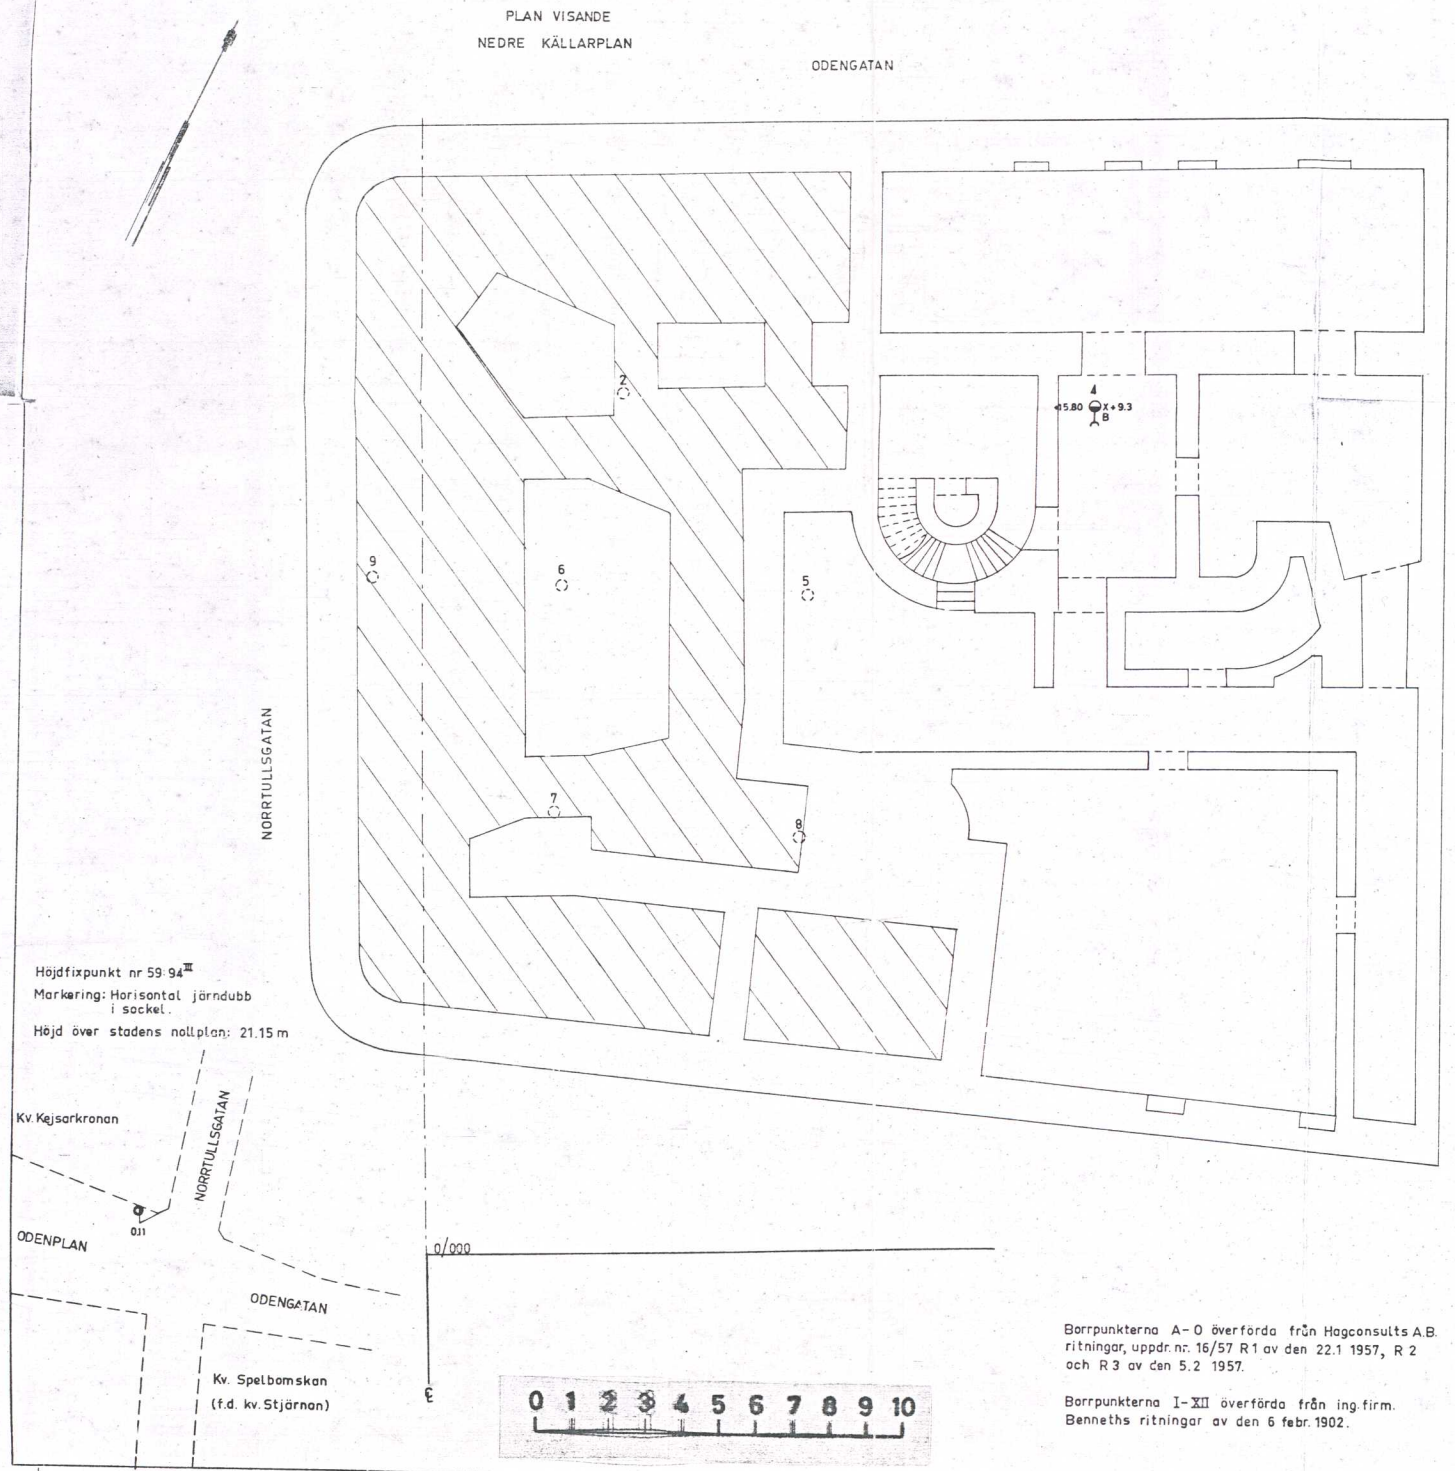 PLAN VISANDE
NEDRE KÄLLARPLAN
ODENGATAN
2
4
15.80 X+9.3
B
9
6
5
NORRTULLSGATAN
7
8
Höjdfixpunkt nr 59:94 III
Markering: Horisontal järndubb
i sockel.
Höjd över stadens nollplan: 21.15 m
Kv. Kejsarkronan
NORRTULLSGATAN
ODENPLAN
ODENGATAN
Kv. Spelbomskan
(f.d. kv. Stjärnan)
0/000
0 1 2 3 4 5 6 7 8 9 10
Borrpunkterna A-O överförda från Hagconsults A.B.
ritningar, uppdr. nr. 16/57 R1 av den 22.1 1957, R 2
och R 3 av den 5.2 1957.
Borrpunkterna I-XII överförda från ing.firm.
Benneths ritningar av den 6 febr. 1902.